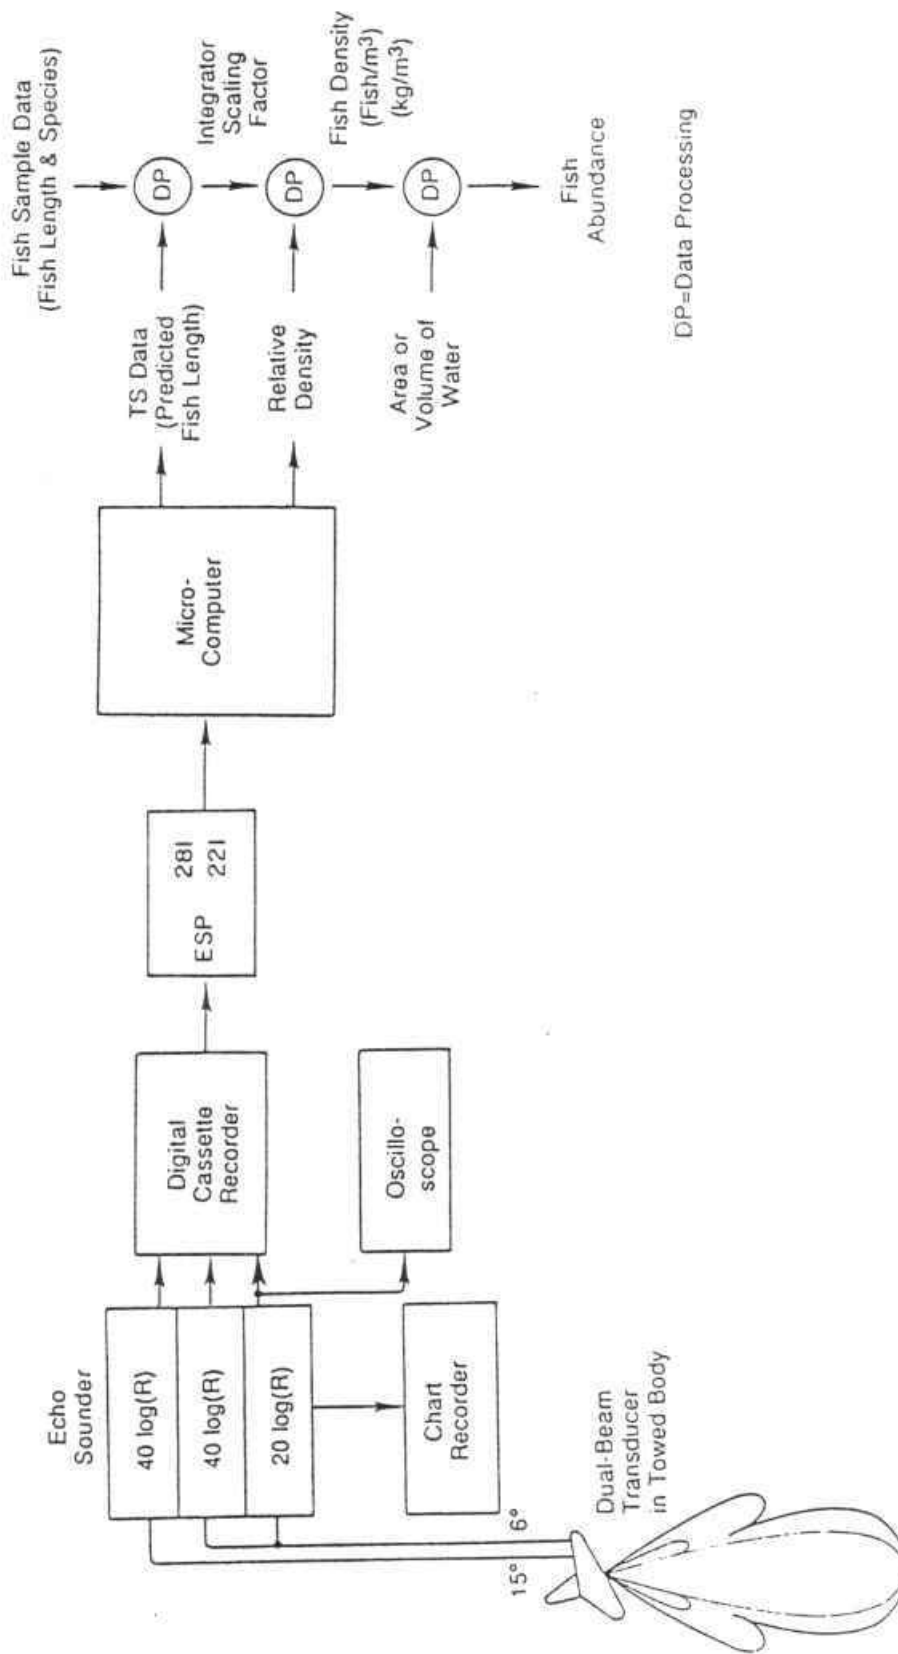 Echo
Sounder
40 log(R)
40 log(R)
20 log(R)
15°
6°
Dual-Beam
Transducer
in Towed Body
Chart
Recorder
Digital
Cassette
Recorder
Oscillo-
scope
ESP 281
221
Micro-
Computer
TS Data
(Predicted
Fish Length)
Relative
Density
Area or
Volume of
Water
Fish Sample Data
(Fish Length & Species)
DP
Integrator
Scaling
Factor
DP
Fish Density
(Fish/m³)
(kg/m³)
DP
Fish
Abundance
DP=Data Processing